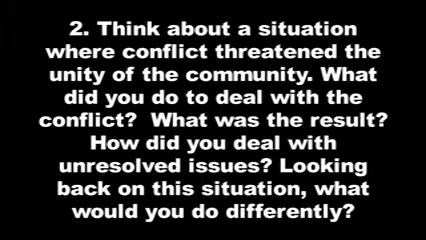 2. Think about a situation
where conflict threatened the
unity of the community. What
did you do to deal with the
conflict?  What was the result?
How did you deal with
unresolved issues? Looking
back on this situation, what
would you do differently?